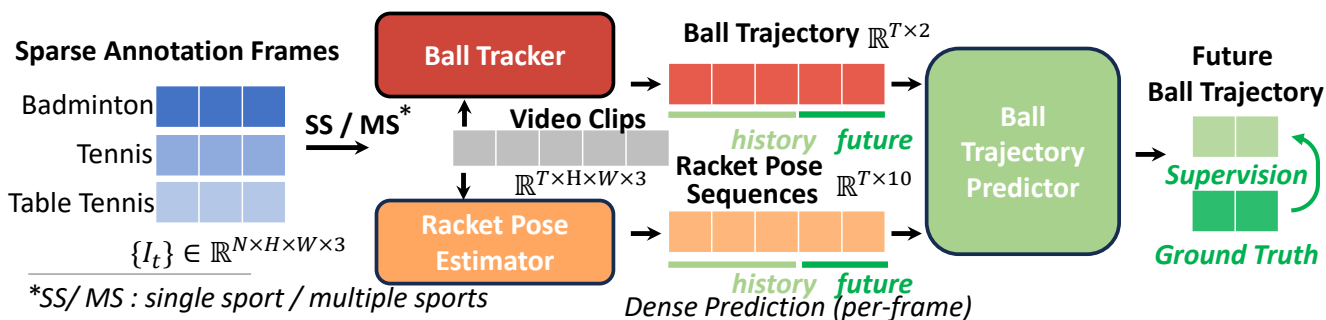 Sparse Annotation Frames
Badminton
Tennis
Table Tennis
{I_t} ∈ ℝ^{N×H×W×3}
*SS/ MS : single sport / multiple sports
SS / MS*
Ball Tracker
Video Clips
ℝ^{T×H×W×3}
Racket Pose
Estimator
Ball Trajectory ℝ^{T×2}
history future
Racket Pose
Sequences ℝ^{T×10}
history future
Dense Prediction (per-frame)
Ball
Trajectory
Predictor
Future
Ball Trajectory
Supervision
Ground Truth